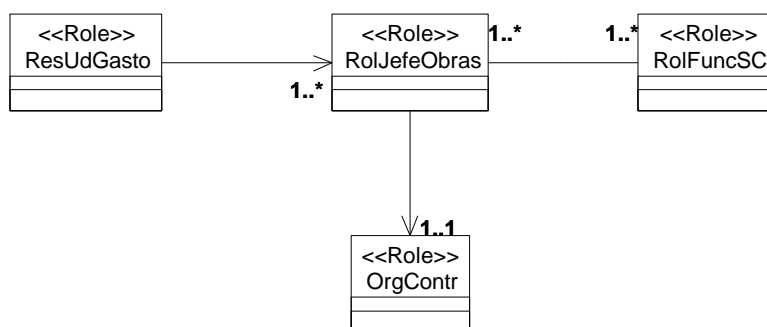 <<Role>>
ResUdGasto
1..*
<<Role>>
RolJefeObras
1..*
1..*
<<Role>>
RolFuncSC
1..1
<<Role>>
OrgContr